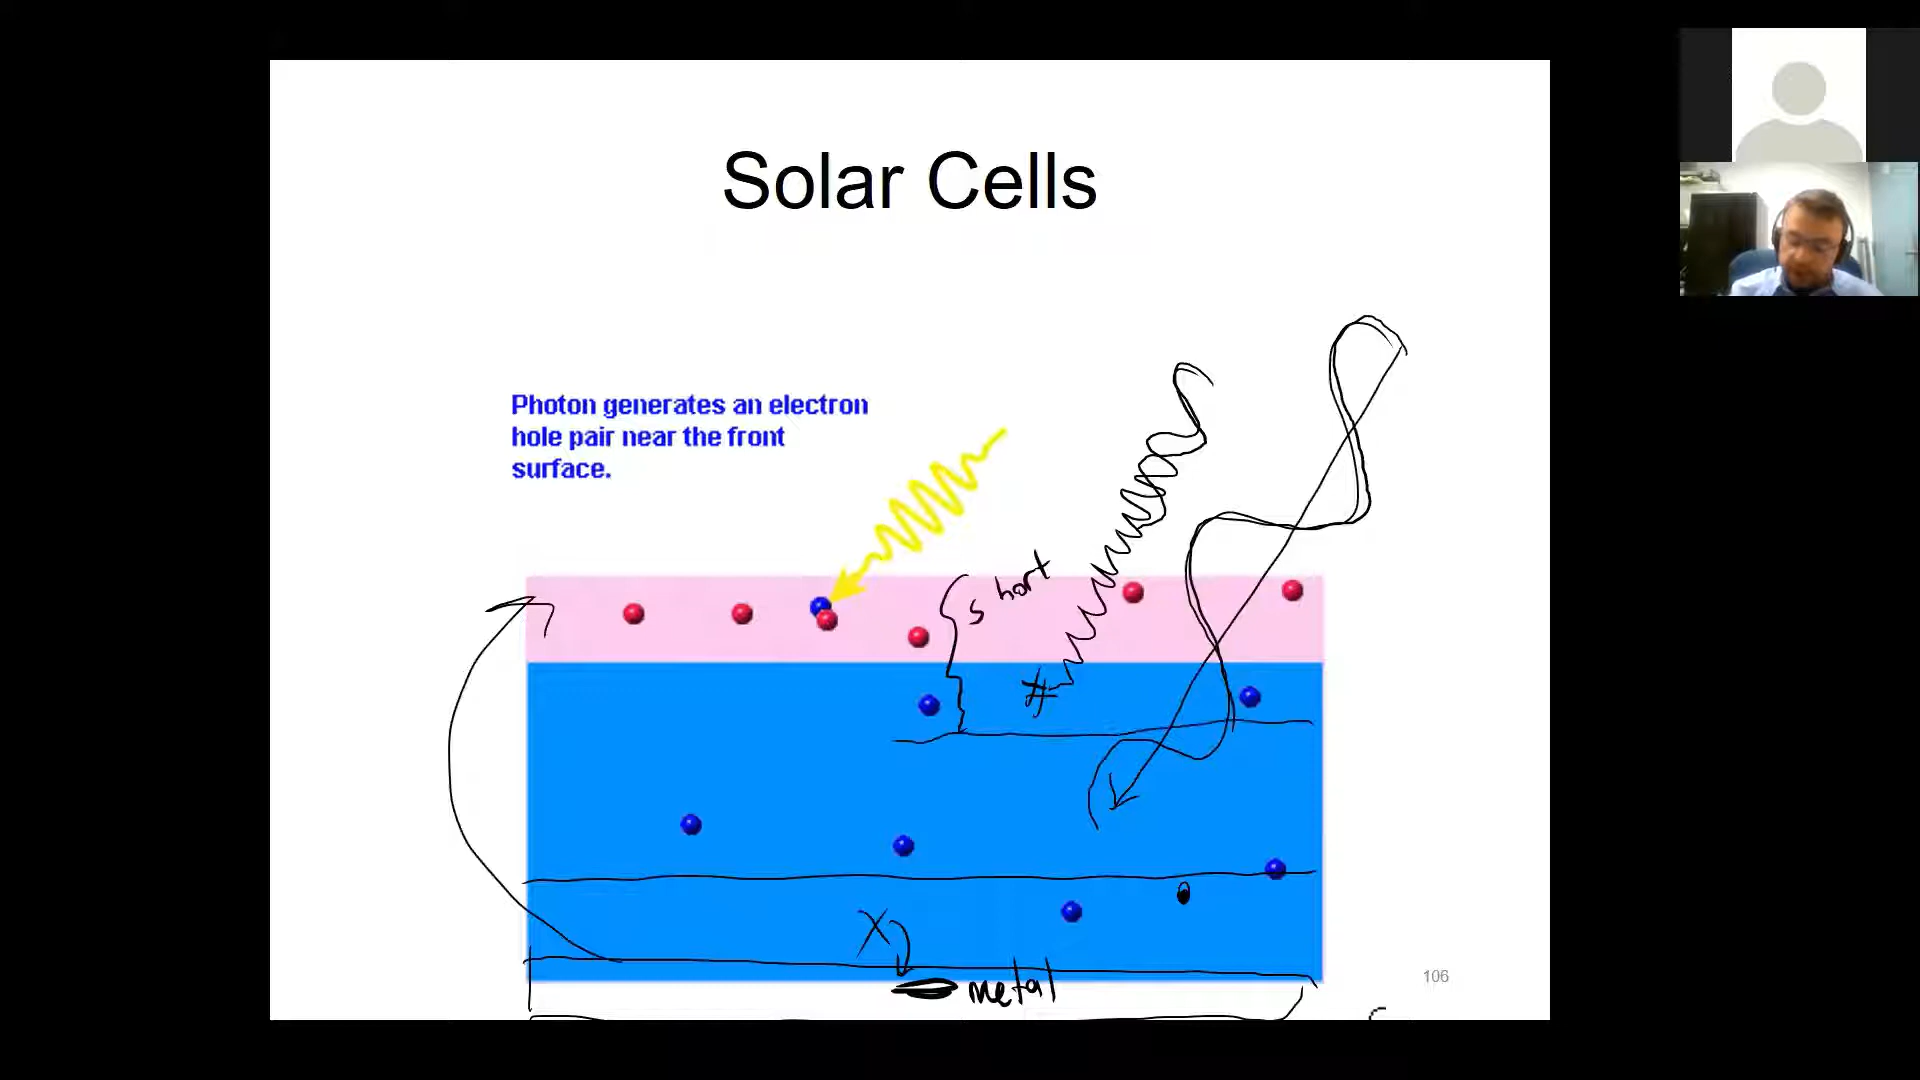 Solar Cells
Photon generates an electron
hole pair near the front
surface.
short
X
metal
106